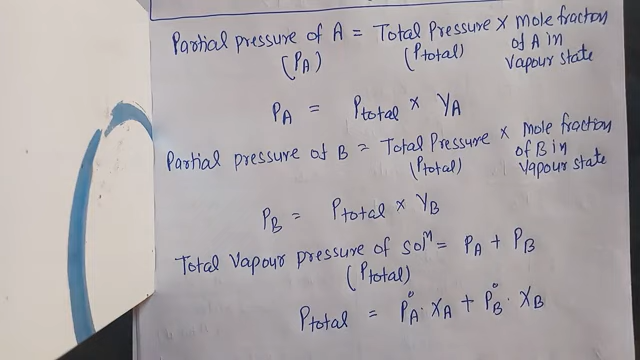 Partial pressure of A = Total Pressure × mole fraction
(PA) (Ptotal) of A in
vapour state
PA = Ptotal × YA
Partial pressure of B = Total Pressure × mole fraction
(Ptotal) of B in
vapour state
PB = Ptotal × YB
Total Vapour pressure of solⁿ = PA + PB
(Ptotal)
Ptotal = P°A · XA + P°B · XB